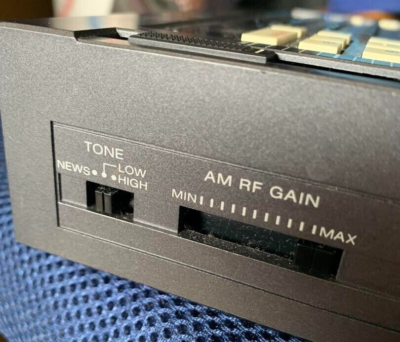 TONE
LOW
NEWS HIGH
AM RF GAIN
MIN MAX